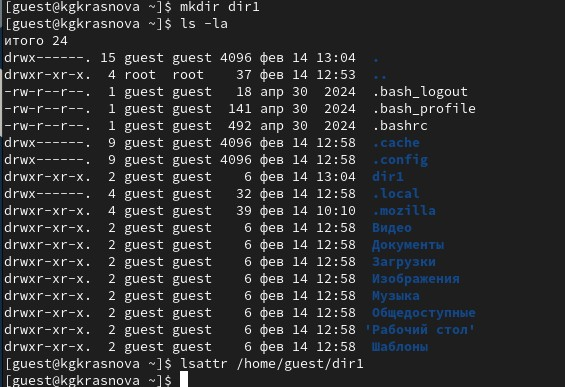 [guest@kgkrasnova ~]$ mkdir dir1
[guest@kgkrasnova ~]$ ls -la
итого 24
drwx------. 15 guest guest 4096 фев 14 13:04 .
drwxr-xr-x.  4 root  root    37 фев 14 12:53 ..
-rw-r--r--.  1 guest guest   18 апр 30  2024 .bash_logout
-rw-r--r--.  1 guest guest  141 апр 30  2024 .bash_profile
-rw-r--r--.  1 guest guest  492 апр 30  2024 .bashrc
drwx------.  9 guest guest 4096 фев 14 12:58 .cache
drwx------.  9 guest guest 4096 фев 14 12:58 .config
drwxr-xr-x.  2 guest guest    6 фев 14 13:04 dir1
drwx------.  4 guest guest   32 фев 14 12:58 .local
drwxr-xr-x.  4 guest guest   39 фев 14 10:10 .mozilla
drwxr-xr-x.  2 guest guest    6 фев 14 12:58 Видео
drwxr-xr-x.  2 guest guest    6 фев 14 12:58 Документы
drwxr-xr-x.  2 guest guest    6 фев 14 12:58 Загрузки
drwxr-xr-x.  2 guest guest    6 фев 14 12:58 Изображения
drwxr-xr-x.  2 guest guest    6 фев 14 12:58 Музыка
drwxr-xr-x.  2 guest guest    6 фев 14 12:58 Общедоступные
drwxr-xr-x.  2 guest guest    6 фев 14 12:58 'Рабочий стол'
drwxr-xr-x.  2 guest guest    6 фев 14 12:58 Шаблоны
[guest@kgkrasnova ~]$ lsattr /home/guest/dir1
[guest@kgkrasnova ~]$